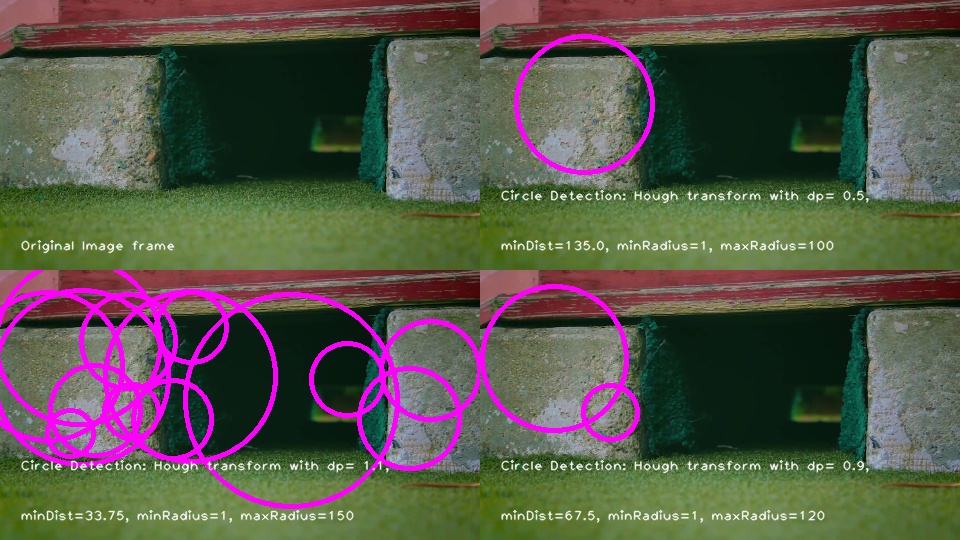 Original Image frame
Circle Detection: Hough transform with dp= 0.5,
minDist=135.0, minRadius=1, maxRadius=100
Circle Detection: Hough transform with dp= 1.1,
minDist=33.75, minRadius=1, maxRadius=150
Circle Detection: Hough transform with dp= 0.9,
minDist=67.5, minRadius=1, maxRadius=120